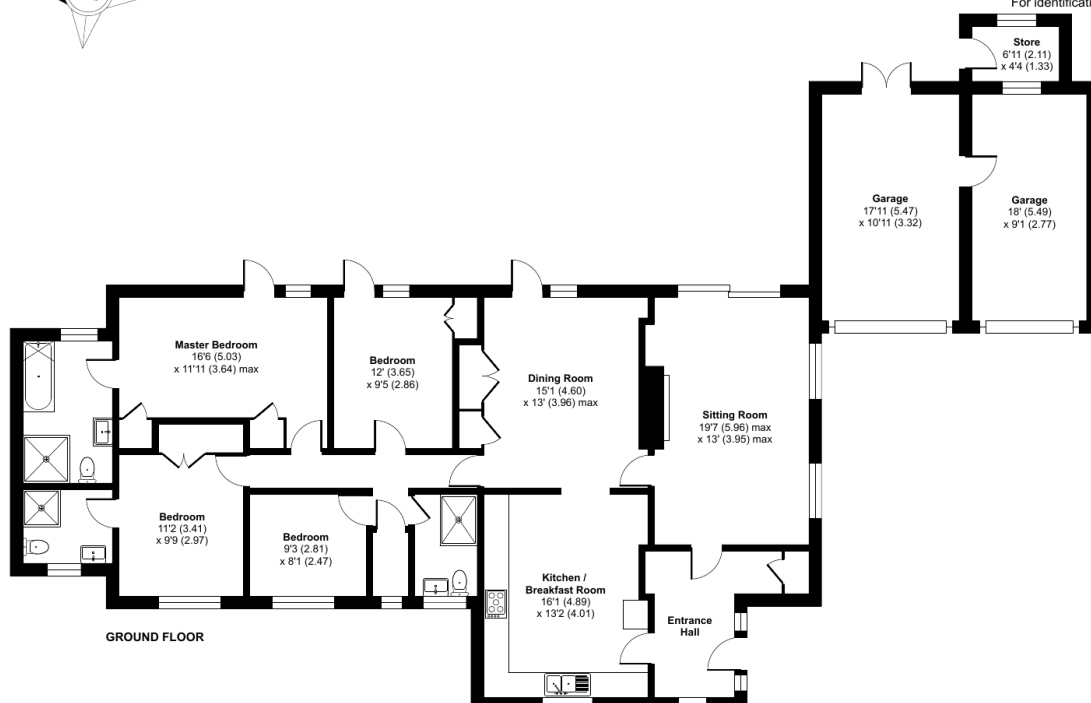 For identificati
Store
6'11 (2.11)
x 4'4 (1.33)
Garage
17'11 (5.47)
x 10'11 (3.32)
Garage
18' (5.49)
x 9'1 (2.77)
Master Bedroom
16'6 (5.03)
x 11'11 (3.64) max
Bedroom
12' (3.65)
x 9'5 (2.86)
Dining Room
15'1 (4.60)
x 13' (3.96) max
Sitting Room
19'7 (5.96) max
x 13' (3.95) max
Bedroom
11'2 (3.41)
x 9'9 (2.97)
Bedroom
9'3 (2.81)
x 8'1 (2.47)
Kitchen /
Breakfast Room
16'1 (4.89)
x 13'2 (4.01)
Entrance
Hall
GROUND FLOOR